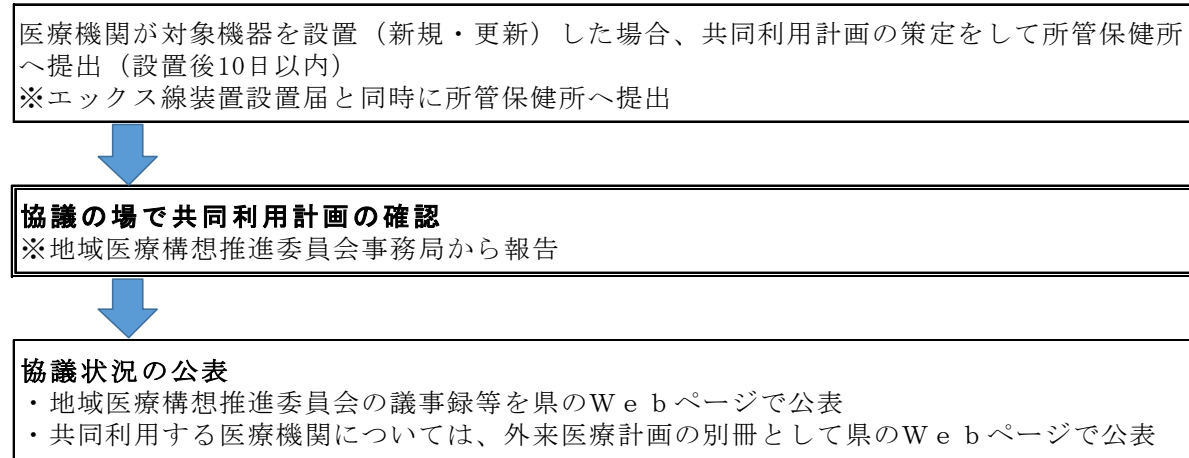 医療機関が対象機器を設置（新規・更新）した場合、共同利用計画の策定をして所管保健所
へ提出（設置後10日以内）
※エックス線装置設置届と同時に所管保健所へ提出
協議の場で共同利用計画の確認
※地域医療構想推進委員会事務局から報告
協議状況の公表
・地域医療構想推進委員会の議事録等を県のＷｅｂページで公表
・共同利用する医療機関については、外来医療計画の別冊として県のＷｅｂページで公表